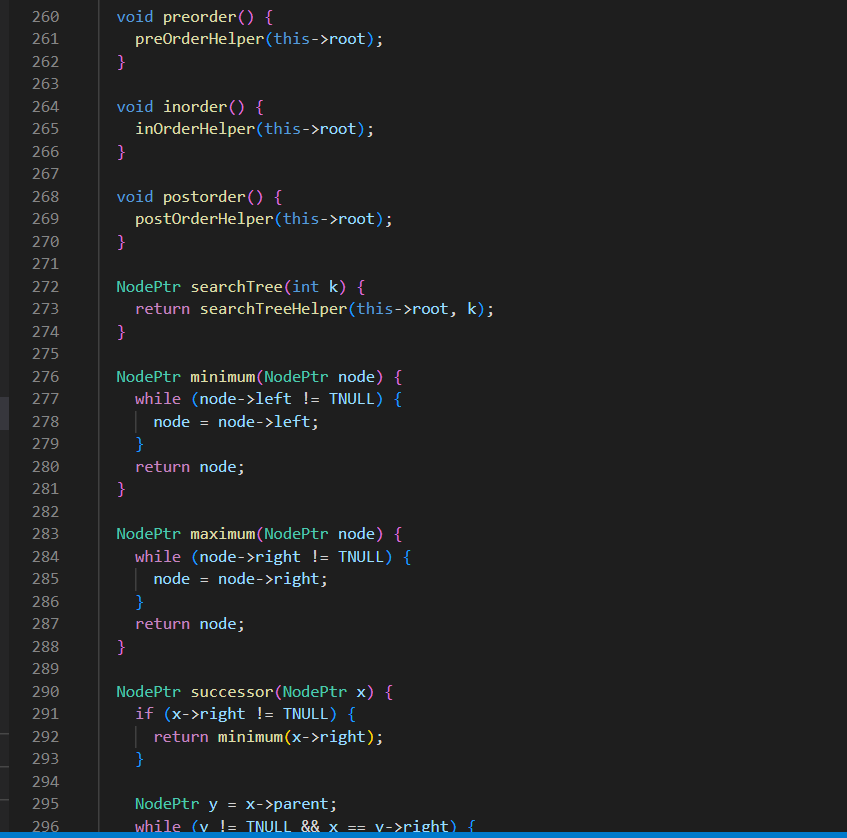 260 void preorder() {
261 preOrderHelper(this->root);
262 }
263
264 void inorder() {
265 inOrderHelper(this->root);
266 }
267
268 void postorder() {
269 postOrderHelper(this->root);
270 }
271
272 NodePtr searchTree(int k) {
273 return searchTreeHelper(this->root, k);
274 }
275
276 NodePtr minimum(NodePtr node) {
277 while (node->left != TNULL) {
278 node = node->left;
279 }
280 return node;
281 }
282
283 NodePtr maximum(NodePtr node) {
284 while (node->right != TNULL) {
285 node = node->right;
286 }
287 return node;
288 }
289
290 NodePtr successor(NodePtr x) {
291 if (x->right != TNULL) {
292 return minimum(x->right);
293 }
294
295 NodePtr y = x->parent;
296 while (y != TNULL && x == y->right) {